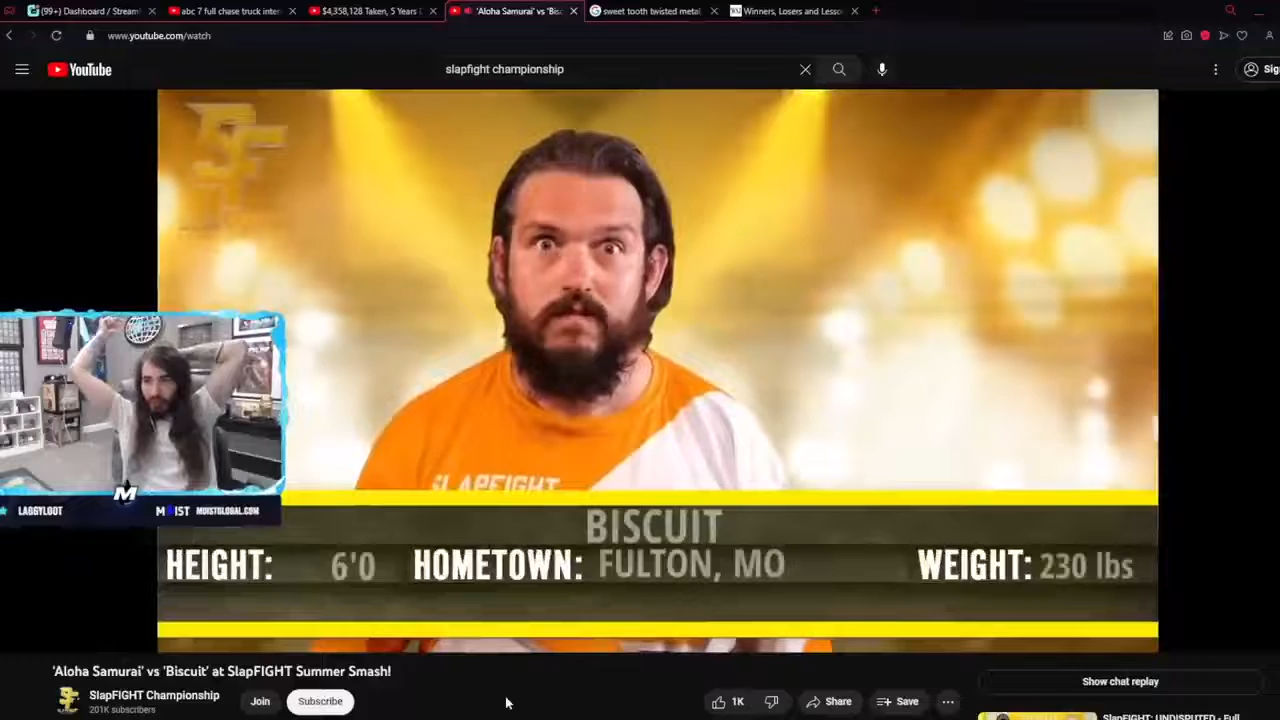 (99+) Dashboard / Stream
abc 7 full chase truck inter
$4,358,128 Taken, 5 Years
'Aloha Samurai' vs 'Bis
sweet tooth twisted metal
Winners, Losers and Lesso
www.youtube.com/watch
YouTube
slapfight championship
Sig
SF
SLAPFIGHT
LAGGYLOOT
MOIST
MOISTGLOBAL.COM
BISCUIT
HEIGHT: 6'0 HOMETOWN: FULTON, MO WEIGHT: 230 lbs
'Aloha Samurai' vs 'Biscuit' at SlapFIGHT Summer Smash!
SlapFIGHT Championship
201K subscribers
Join
Subscribe
1K
Share
Save
Show chat replay
SlapFIGHT: UNDISPUTED - Full